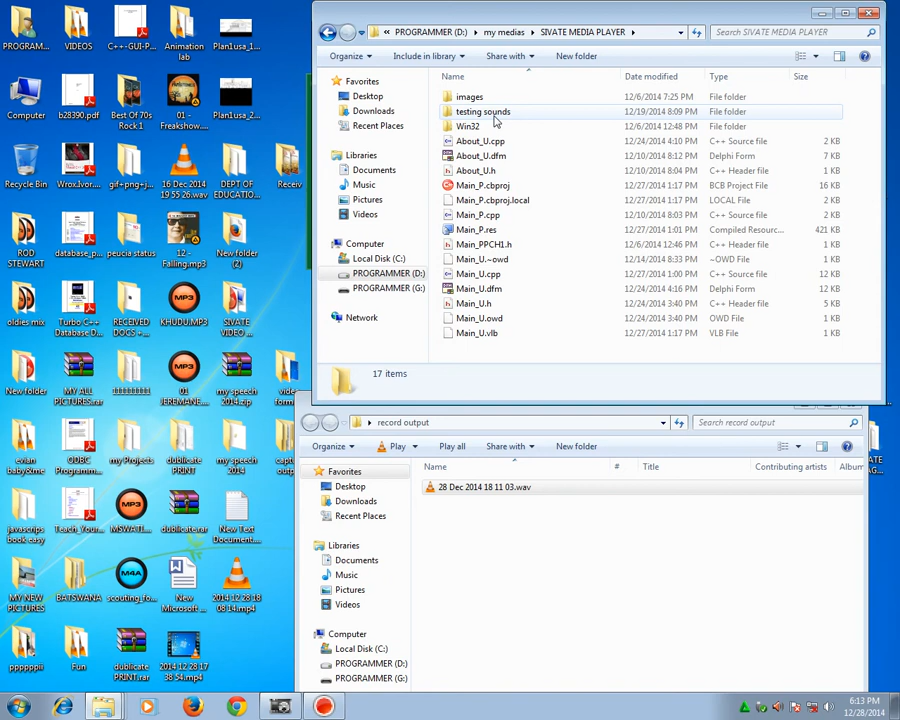 PROGRAM...
VIDEOS
C++-GUI-P...
Animation lab
Plan1usa_1...
Computer
b28390.pdf
Best Of 70s Rock 1
01 - Freakshow....
Plan1usa_2...
Recycle Bin
Wrox.Ivor...
gif+png+j...
16 Dec 2014 19 55 26.wav
DEPT OF EDUCATION
Receiv
ROD STEWART
database_p...
peucia status
12 - Falling.mp3
New folder (2)
oldies mix
Turbo C++ Database D...
RECEIVED DOCS + ...
KHUDU.MP3
SIVATE VIDEO ...
New folder
MY ALL PICTURES.rar
1111111111
01 JEREMANE...
my speech 2014.zip
evian baby&me
ODBC Programm...
my Projects
dublicate PRINT
my speech 2014
javascrips book easy
Teach_Your...
MSWATI....
dublicate.rar
New Text Document...
MY NEW PICTURES
BATSWANA
scouting_fo...
New Microsoft ...
2014 12 28 18 08 14.mp4
ppppppii
Fun
dublicate PRINT.rar
2014 12 28 17 38 54.mp4
« PROGRAMMER (D:) ▸ my medias ▸ SIVATE MEDIA PLAYER ▸
Search SIVATE MEDIA PLAYER
Organize Include in library Share with New folder
Favorites
Desktop
Downloads
Recent Places
Libraries
Documents
Music
Pictures
Videos
Computer
Local Disk (C:)
PROGRAMMER (D:)
PROGRAMMER (G:)
Network
Name Date modified Type Size
images 12/6/2014 7:25 PM File folder
testing sounds 12/19/2014 8:09 PM File folder
Win32 12/6/2014 12:48 PM File folder
About_U.cpp 12/24/2014 4:10 PM C++ Source file 2 KB
About_U.dfm 12/10/2014 8:12 PM Delphi Form 7 KB
About_U.h 12/10/2014 8:04 PM C++ Header file 2 KB
Main_P.cbproj 12/27/2014 1:17 PM BCB Project File 16 KB
Main_P.cbproj.local 12/27/2014 1:17 PM LOCAL File 2 KB
Main_P.cpp 12/10/2014 8:03 PM C++ Source file 2 KB
Main_P.res 12/27/2014 1:01 PM Compiled Resourc... 421 KB
Main_PPCH1.h 12/6/2014 12:46 PM C++ Header file 1 KB
Main_U.~owd 12/14/2014 8:33 PM ~OWD File 1 KB
Main_U.cpp 12/27/2014 1:00 PM C++ Source file 12 KB
Main_U.dfm 12/24/2014 4:16 PM Delphi Form 12 KB
Main_U.h 12/24/2014 3:40 PM C++ Header file 5 KB
Main_U.owd 12/24/2014 3:40 PM OWD File 1 KB
Main_U.vlb 12/27/2014 1:17 PM VLB File 1 KB
17 items
▸ record output
Search record output
Organize Play Play all Share with New folder
Favorites
Desktop
Downloads
Recent Places
Libraries
Documents
Music
Pictures
Videos
Computer
Local Disk (C:)
PROGRAMMER (D:)
PROGRAMMER (G:)
Name # Title Contributing artists Album
28 Dec 2014 18 11 03.wav
6:13 PM
12/28/2014